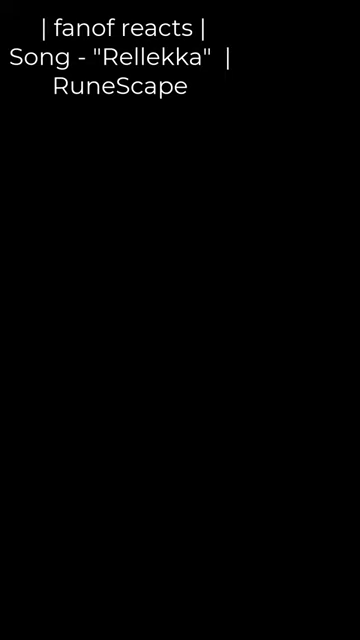 | fanof reacts |
Song - "Rellekka"  |
RuneScape